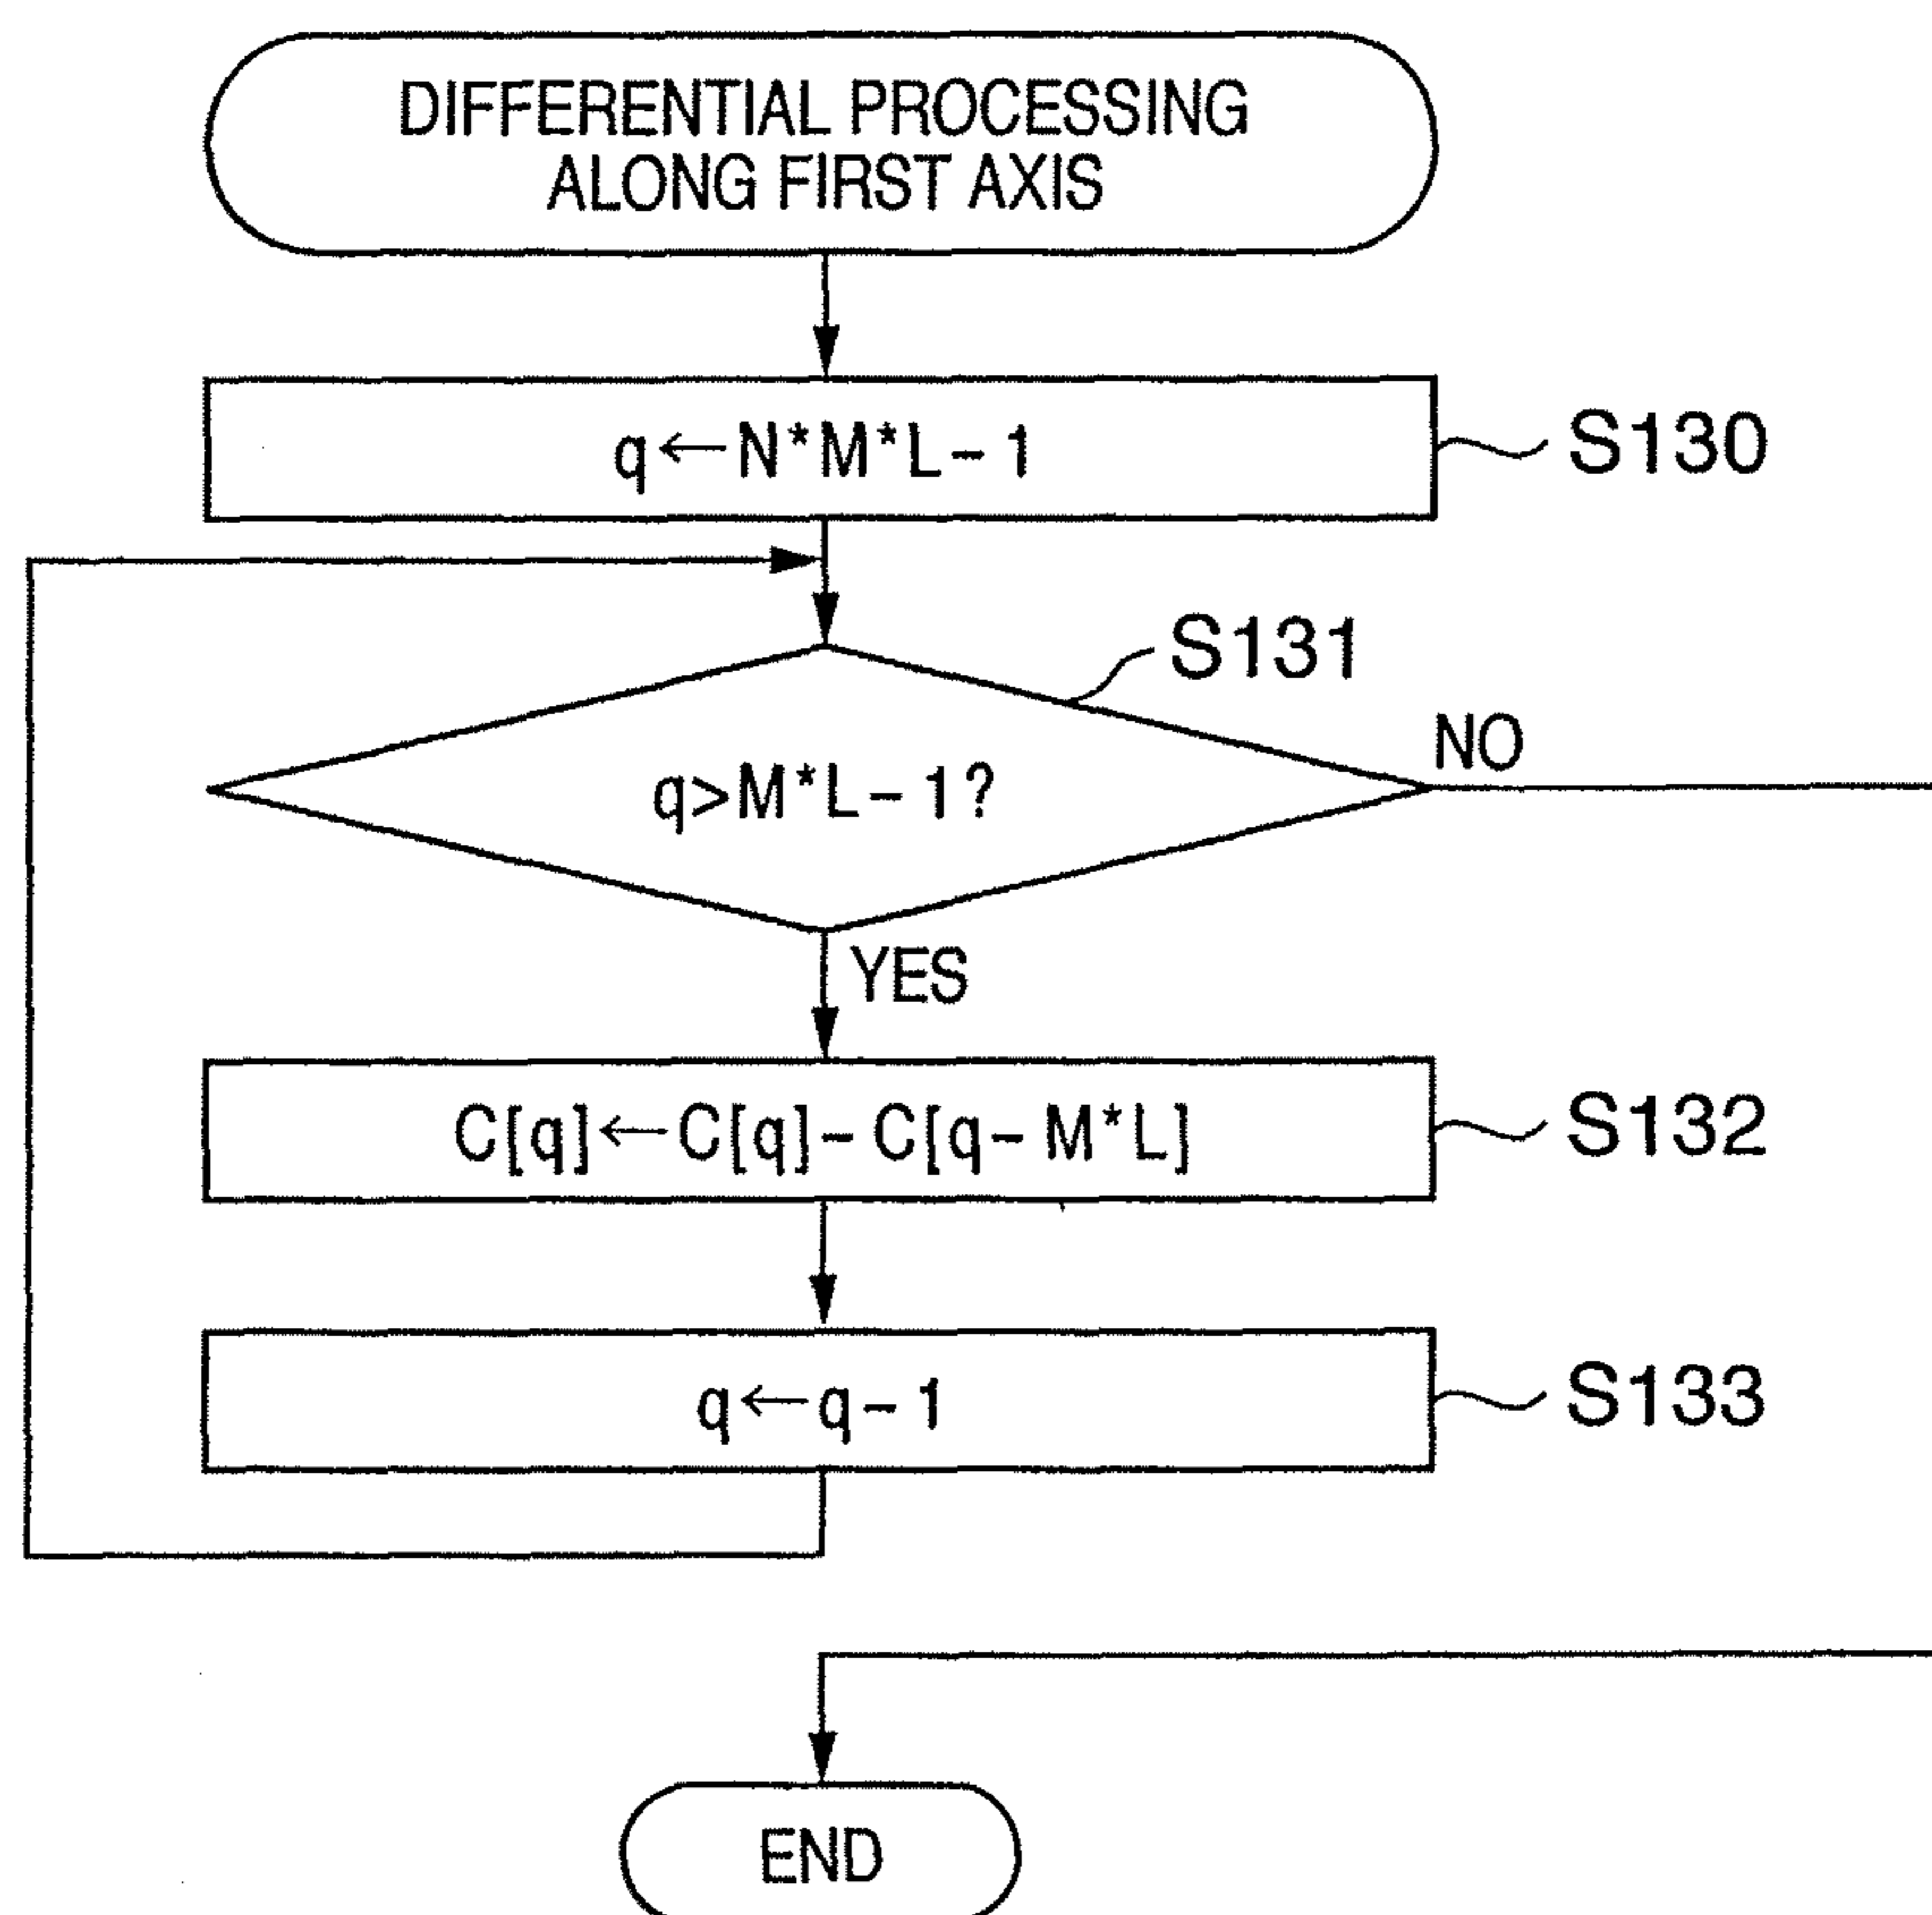 DIFFERENTIAL PROCESSING
ALONG FIRST AXIS
q←N*M*L-1
S130
S131
NO
q>M*L-1?
YES
C[q]←C[q]-C[q-M*L]
S132
q←q-1
S133
END